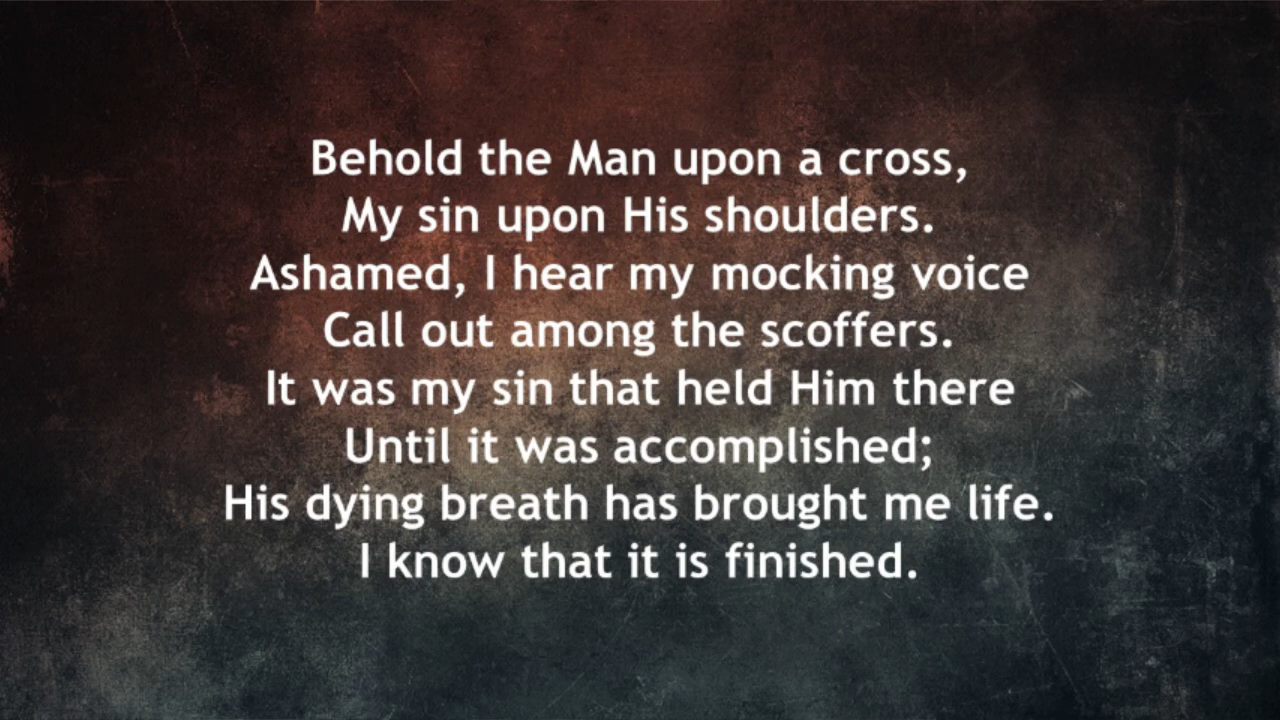 Behold the Man upon a cross,
My sin upon His shoulders.
Ashamed, I hear my mocking voice
Call out among the scoffers.
It was my sin that held Him there
Until it was accomplished;
His dying breath has brought me life.
I know that it is finished.